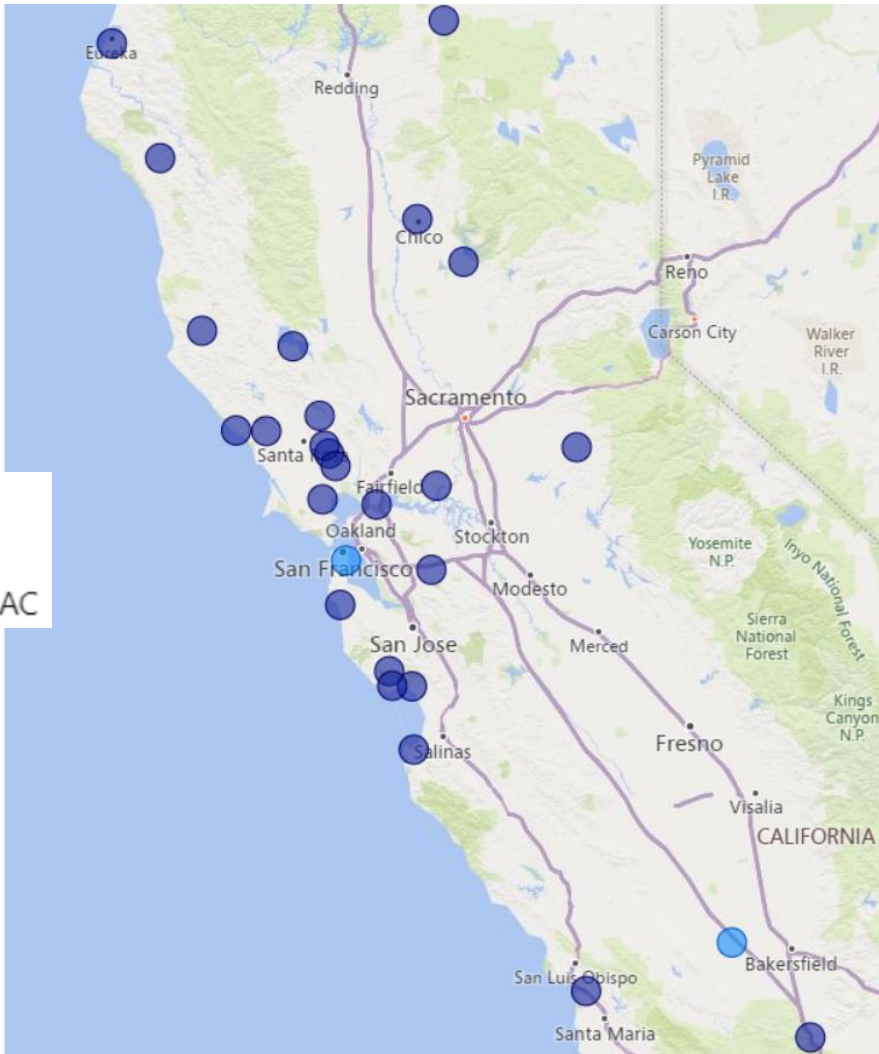 Eureka
Redding
Pyramid
Lake
I.R.
Chico
Reno
Carson City
Walker
River
I.R.
Sacramento
Santa
Fairfield
Oakland
Stockton
San Francisco
Yosemite
N.P.
Inyo National Forest
Modesto
AC
San Jose
Merced
Sierra
National
Forest
Kings
Canyon
N.P.
Fresno
Salinas
Visalia
CALIFORNIA
Bakersfield
San Luis Obispo
Santa Maria